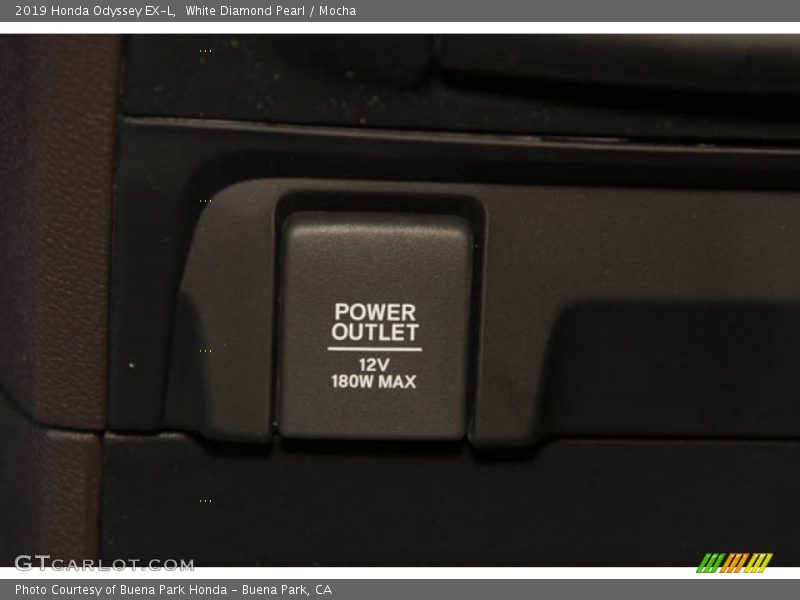 2019 Honda Odyssey EX-L, White Diamond Pearl / Mocha
POWER
OUTLET
12V
180W MAX
GTCARLOT.COM
Photo Courtesy of Buena Park Honda - Buena Park, CA